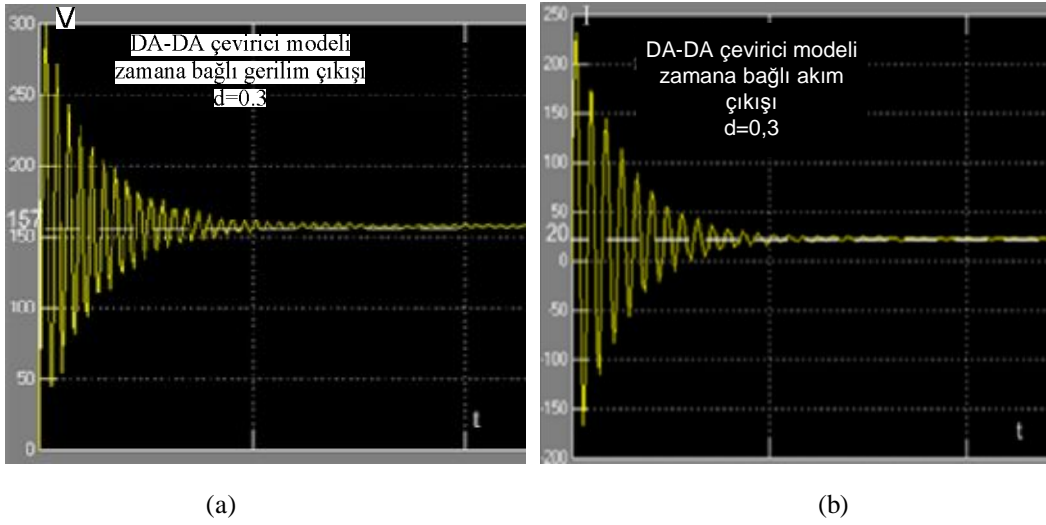 V
DA-DA çevirici modeli
zamana bağlı gerilim çıkışı
d=0.3
300
250
200
157
150
100
50
0
t
(a)
I
DA-DA çevirici modeli
zamana bağlı akım
çıkışı
d=0,3
250
200
150
100
50
20
0
-50
-100
-150
-200
t
(b)